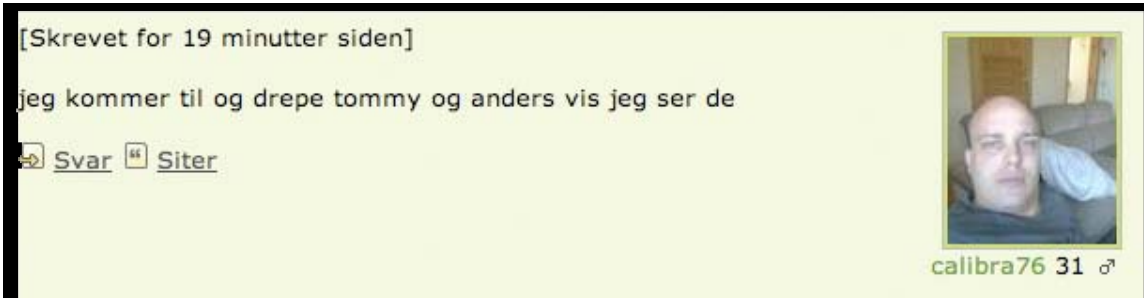 [Skrevet for 19 minutter siden]
jeg kommer til og drepe tommy og anders vis jeg ser de
Svar Siter
calibra76 31 ♂